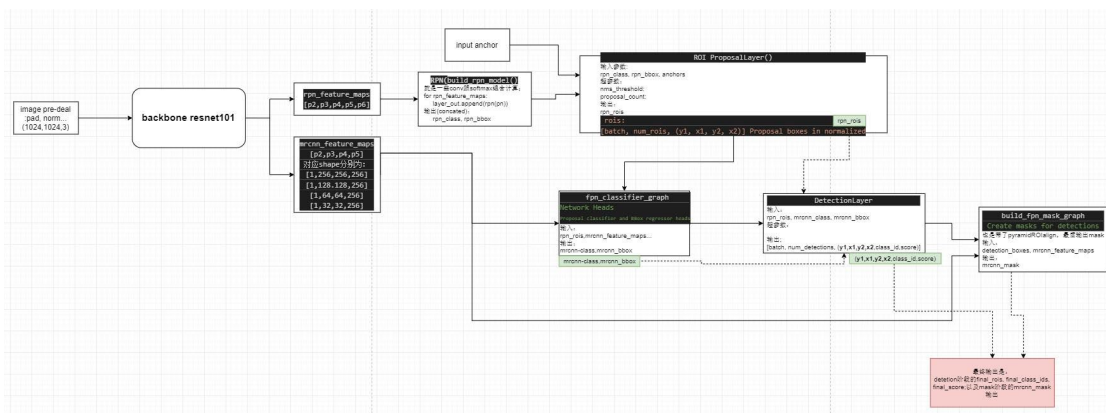 input anchor
ROI ProposalLayer()
输入参数:
rpn_class, rpn_bbox, anchors
超参数:
nms_threshold:
proposal_count:
输出:
rpn_rois
rois:
rpn_rois
[batch, num_rois, (y1, x1, y2, x2)] Proposal boxes in normalized
image pre-deal
:pad, norm...
(1024,1024,3)
backbone resnet101
rpn_feature_maps
[p2,p3,p4,p5,p6]
RPN(build_rpn_model()
就是一些conv跟softmax组合计算:
for rpn_feature_maps:
layer_out.append(rpn(pn))
输出(concated):
rpn_class, rpn_bbox
mrcnn_feature_maps
[p2,p3,p4,p5]
对应shape分别为:
[1,256,256,256]
[1,128.128,256]
[1,64,64,256]
[1,32,32,256]
fpn_classifier_graph
Network Heads
Proposal classifier and BBox regressor heads
输入:
rpn_rois,mrcnn_feature_maps...
输出:
mrcnn-class,mrcnn_bbox
mrcnn-class,mrcnn_bbox
DetectionLayer
输入:
rpn_rois, mrcnn_class, mrcnn_bbox
超参数:
输出:
[batch, num_detections, (y1,x1,y2,x2,class_id,score)]
(y1,x1,y2,x2,class_id,score)
build_fpn_mask_graph
Create masks for detections
也是带了pyramidROIalign, 最后输出mask
输入:
detection_boxes, mrcnn_feature_maps
输出:
mrcnn_mask
最终输出是:
detetion阶段的final_rois, final_class_ids,
final_score;以及mask阶段的mrcnn_mask
输出